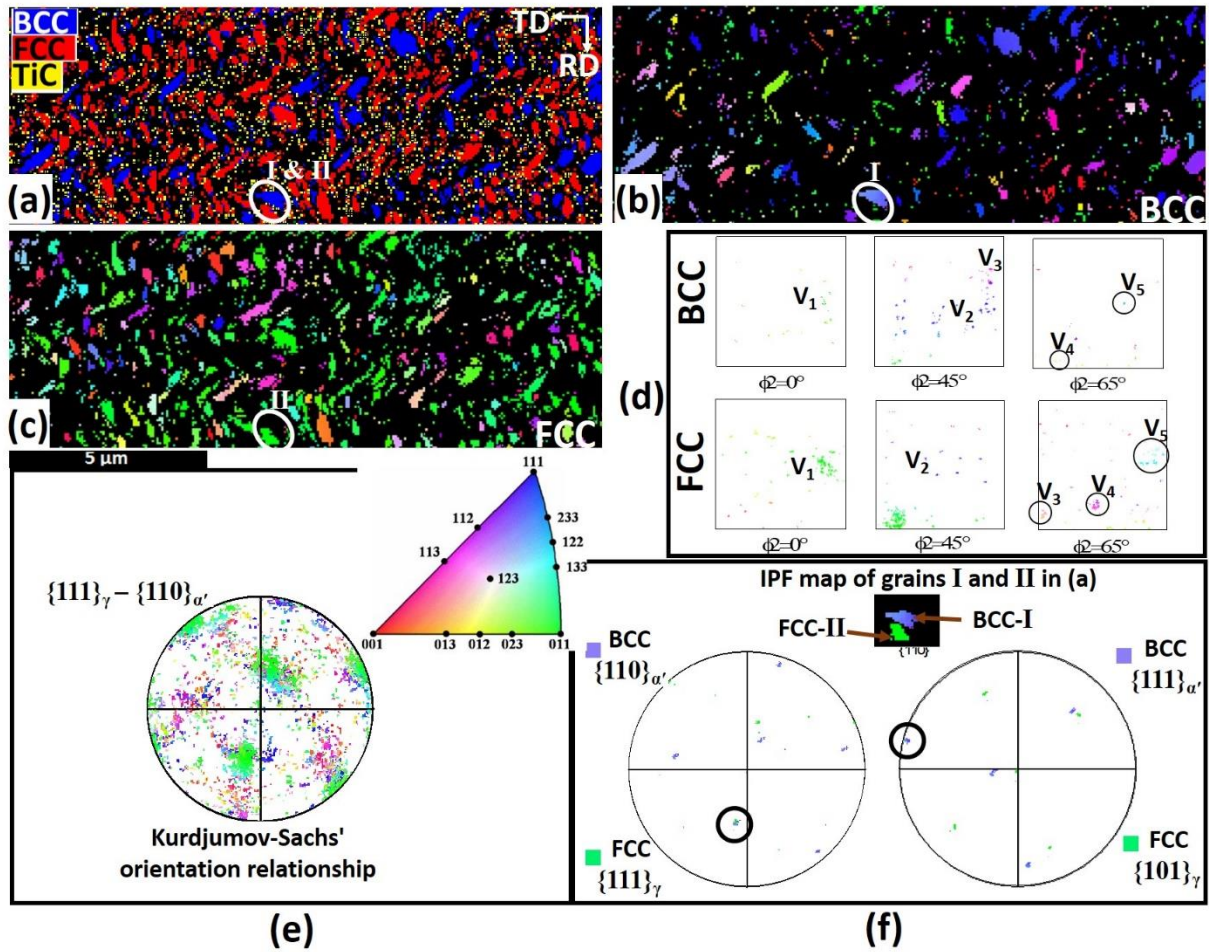 BCC
FCC
TiC
TD
RD
I & II
(a)
I
(b)
BCC
II
(c)
FCC
5 µm
BCC
V1
V2
V3
V4
V5
ϕ2=0°
ϕ2=45°
ϕ2=65°
(d)
FCC
V1
V2
V3
V4
V5
ϕ2=0°
ϕ2=45°
ϕ2=65°
111
112
233
122
113
133
123
001
013
012
023
011
{111}γ – {110}α′
Kurdjumov-Sachs'
orientation relationship
(e)
IPF map of grains I and II in (a)
BCC-I
FCC-II
{110}
BCC
{110}α′
BCC
{111}α′
FCC
{111}γ
FCC
{101}γ
(f)